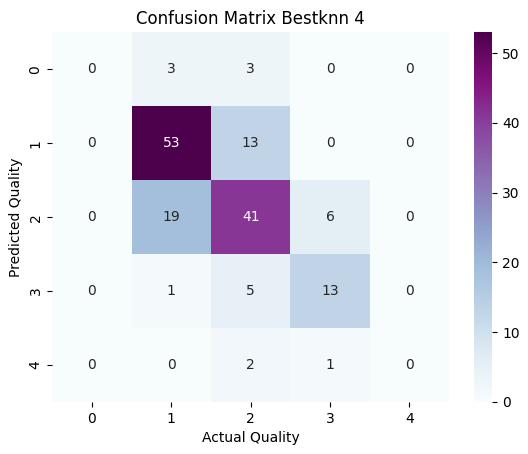 Confusion Matrix Bestknn 4
0 0 3 3 0 0
1 0 53 13 0 0
2 0 19 41 6 0
3 0 1 5 13 0
4 0 0 2 1 0
0 1 2 3 4
Predicted Quality
Actual Quality
50
40
30
20
10
0